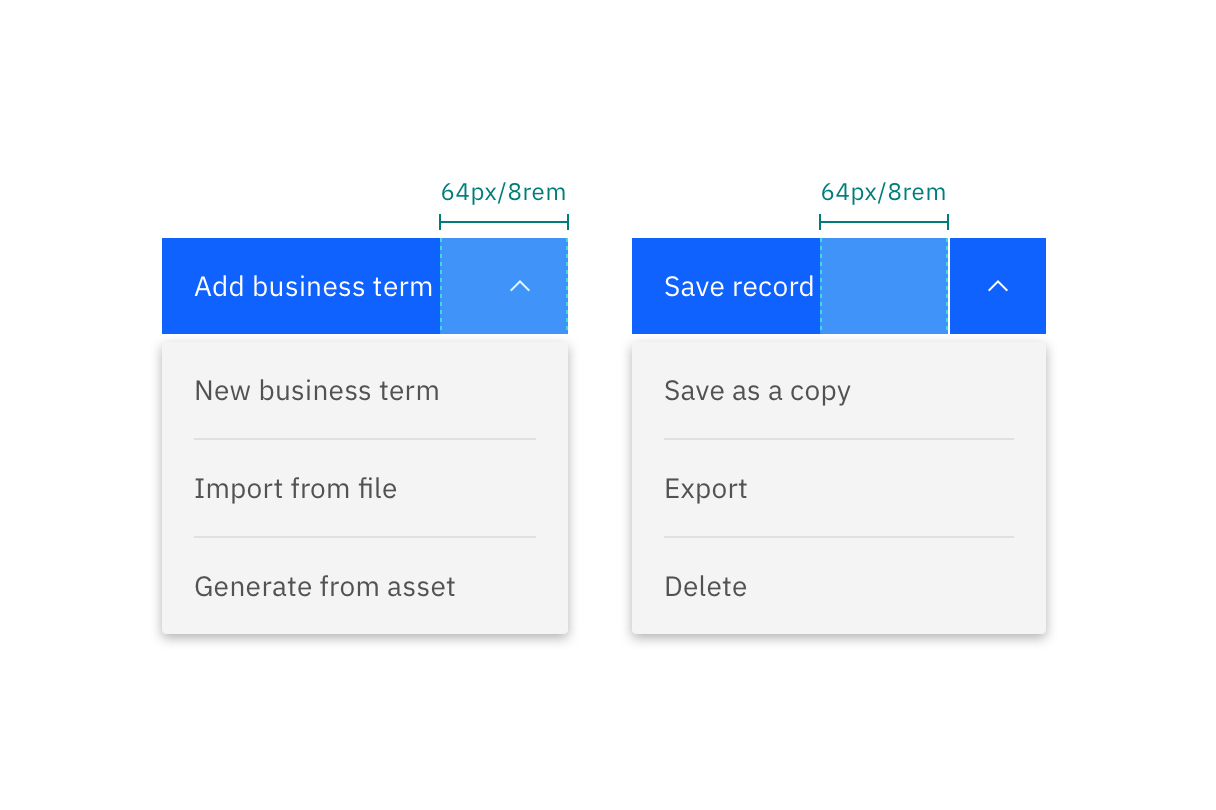 64px/8rem
Add business term
New business term
Import from file
Generate from asset
64px/8rem
Save record
Save as a copy
Export
Delete